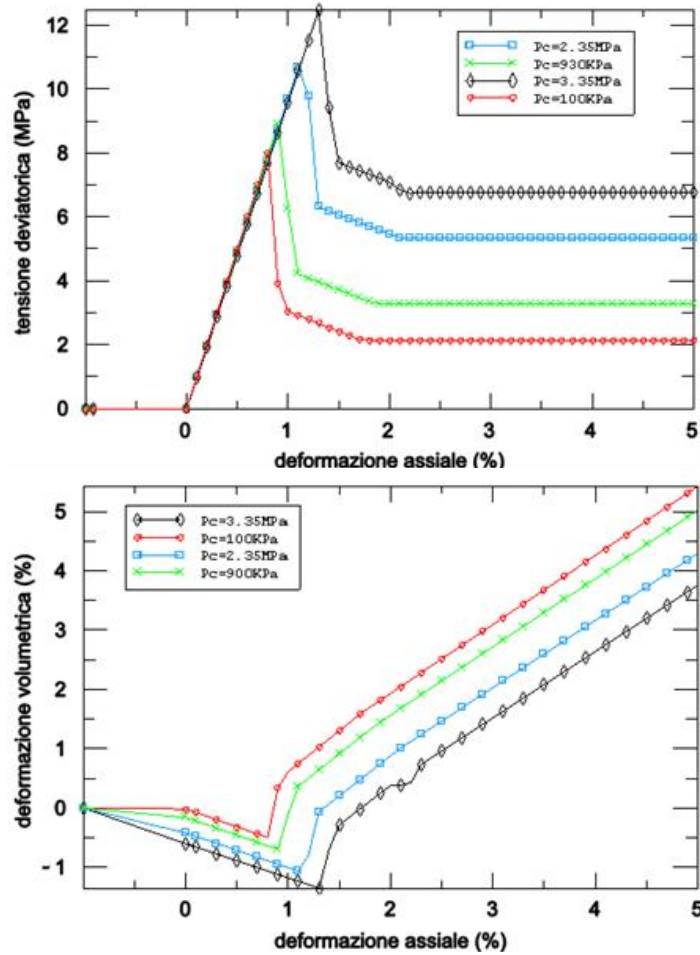 12
10
8
6
4
2
0
tensione deviatorica (MPa)
Pc=2.35MPa
Pc=930KPa
Pc=3.35MPa
Pc=100KPa
0 1 2 3 4 5
deformazione assiale (%)
5
4
3
2
1
0
-1
deformazione volumetrica (%)
Pc=3.35MPa
Pc=100KPa
Pc=2.35MPa
Pc=900KPa
0 1 2 3 4 5
deformazione assiale (%)